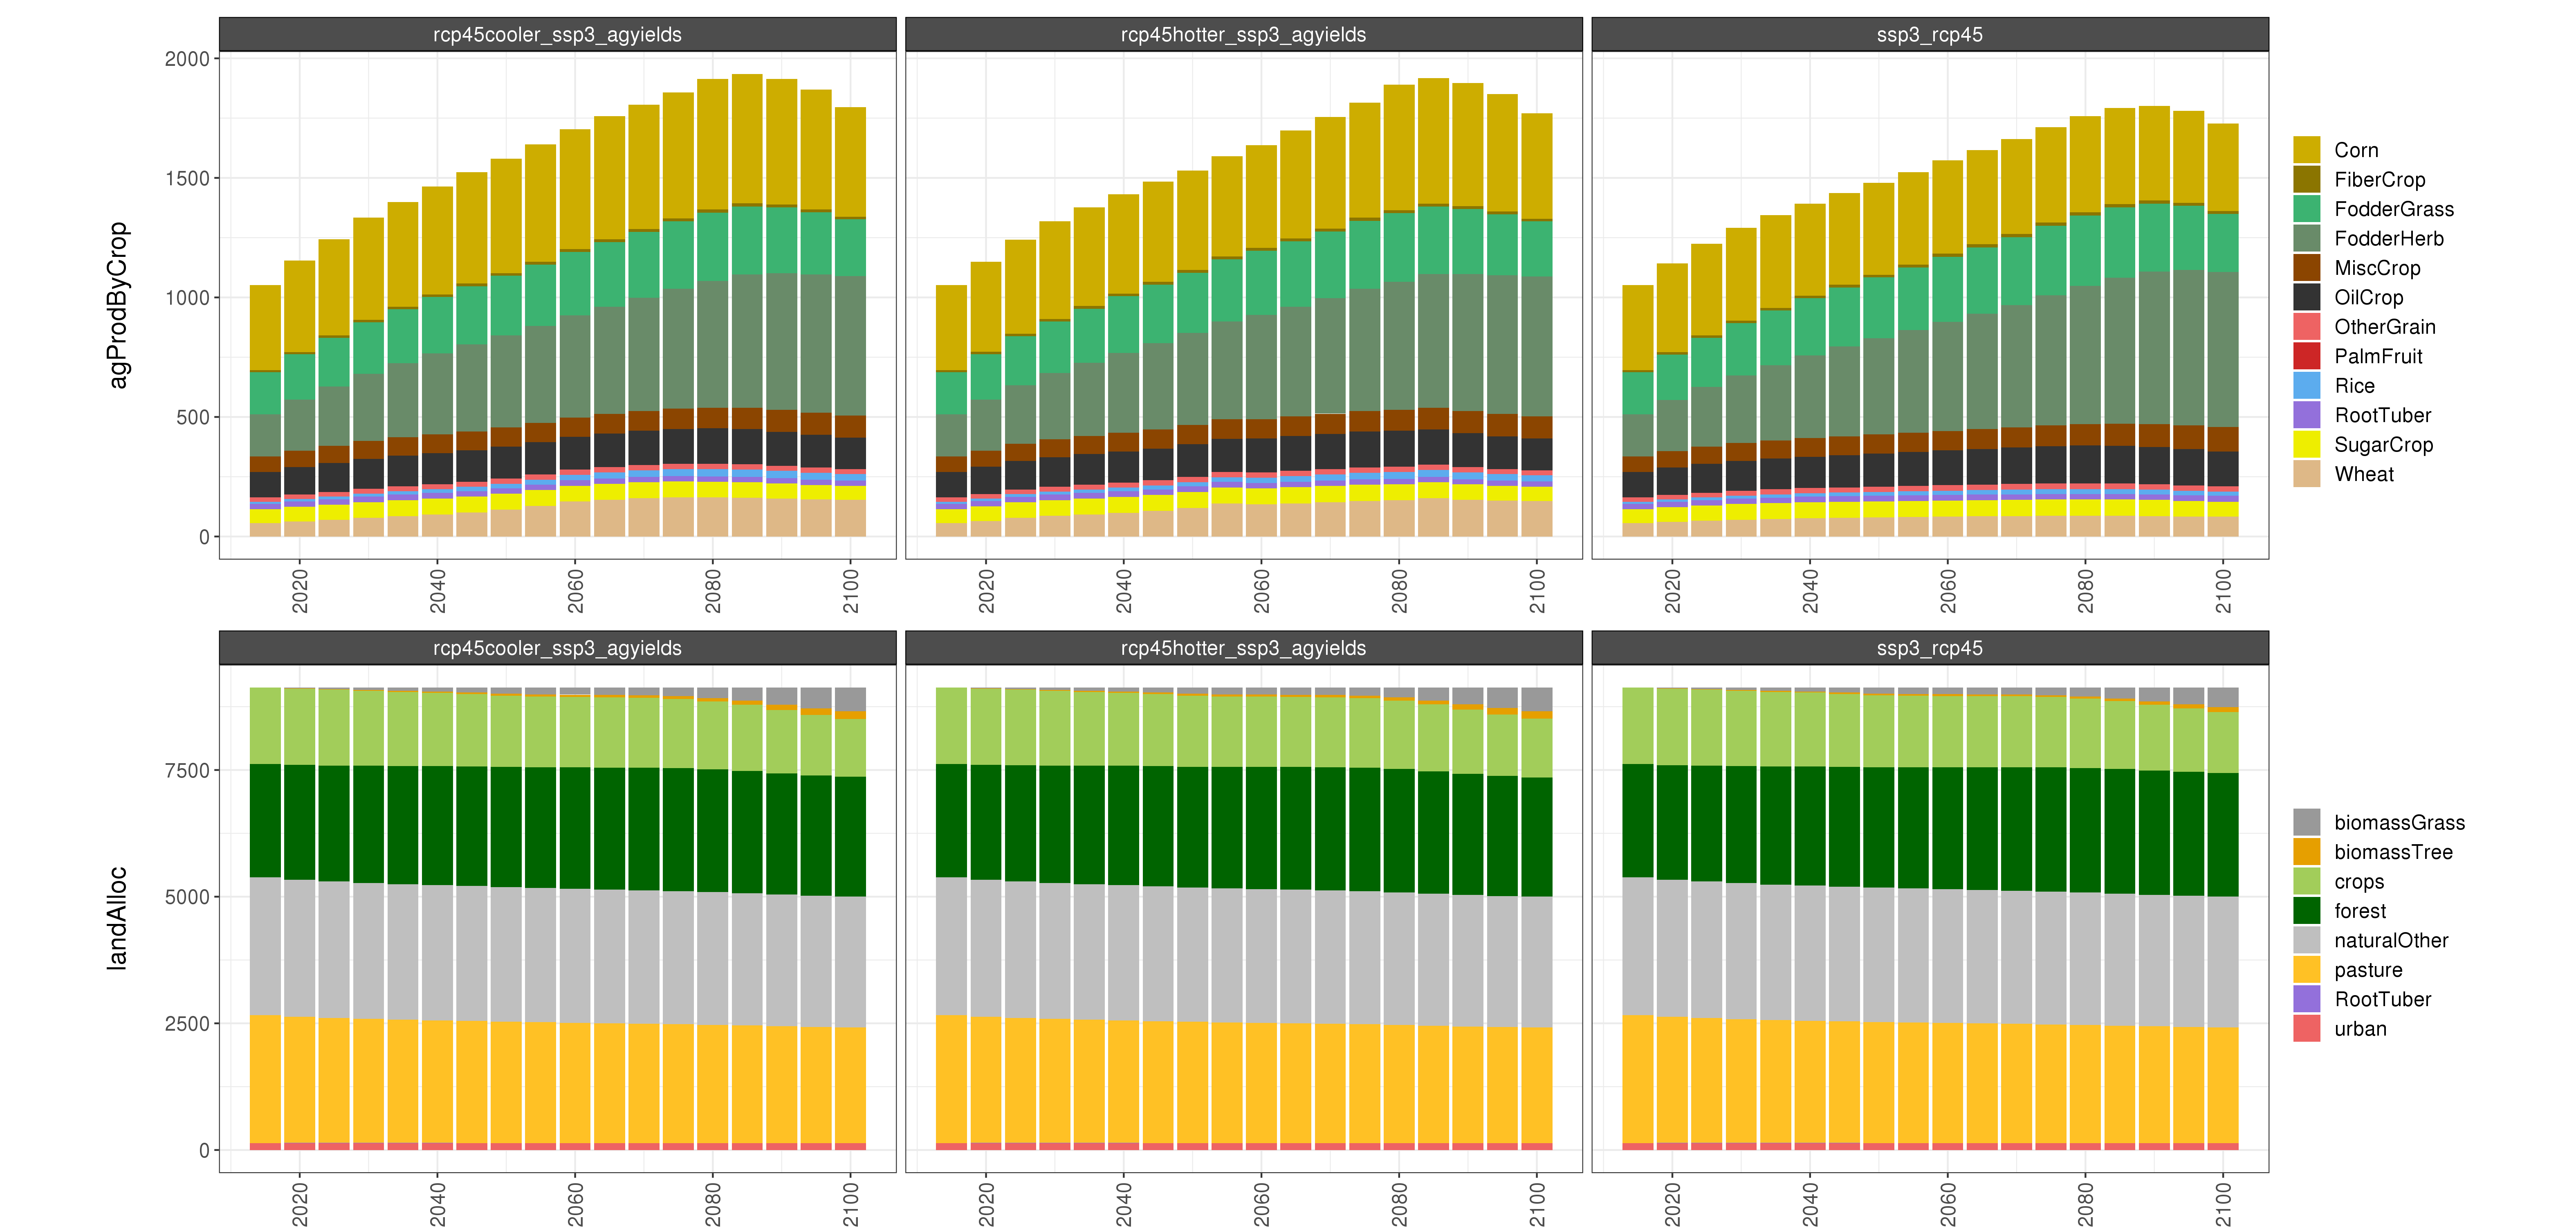 rcp45cooler_ssp3_agyields rcp45hotter_ssp3_agyields ssp3_rcp45
agProdByCrop
2000
1500
1000
500
0
2020 2040 2060 2080 2100 2020 2040 2060 2080 2100 2020 2040 2060 2080 2100
Corn
FiberCrop
FodderGrass
FodderHerb
MiscCrop
OilCrop
OtherGrain
PalmFruit
Rice
RootTuber
SugarCrop
Wheat
rcp45cooler_ssp3_agyields rcp45hotter_ssp3_agyields ssp3_rcp45
landAlloc
7500
5000
2500
0
2020 2040 2060 2080 2100 2020 2040 2060 2080 2100 2020 2040 2060 2080 2100
biomassGrass
biomassTree
crops
forest
naturalOther
pasture
RootTuber
urban